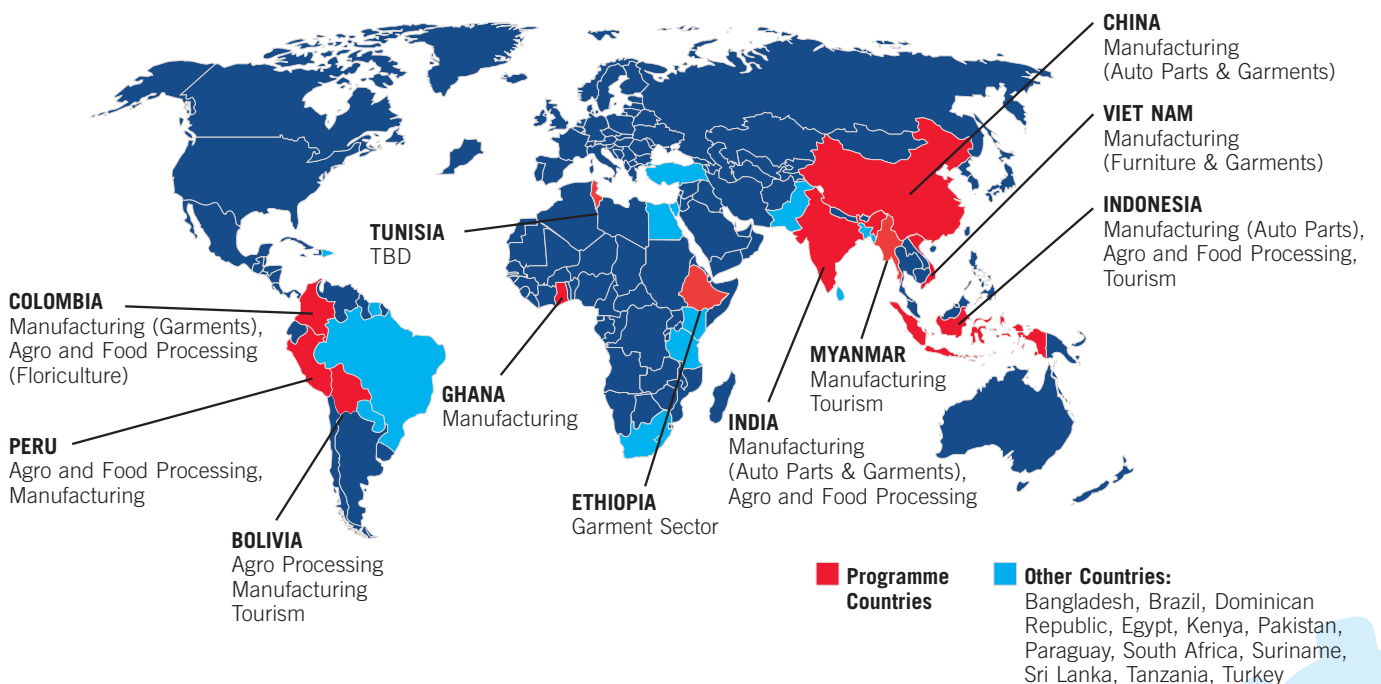 CHINA
Manufacturing
(Auto Parts & Garments)
VIET NAM
Manufacturing
(Furniture & Garments)
INDONESIA
Manufacturing (Auto Parts),
Agro and Food Processing,
Tourism
TUNISIA
TBD
COLOMBIA
Manufacturing (Garments),
Agro and Food Processing
(Floriculture)
GHANA
Manufacturing
MYANMAR
Manufacturing
Tourism
PERU
Agro and Food Processing,
Manufacturing
INDIA
Manufacturing
(Auto Parts & Garments),
Agro and Food Processing
ETHIOPIA
Garment Sector
BOLIVIA
Agro Processing
Manufacturing
Tourism
Programme
Countries
Other Countries:
Bangladesh, Brazil, Dominican
Republic, Egypt, Kenya, Pakistan,
Paraguay, South Africa, Suriname,
Sri Lanka, Tanzania, Turkey